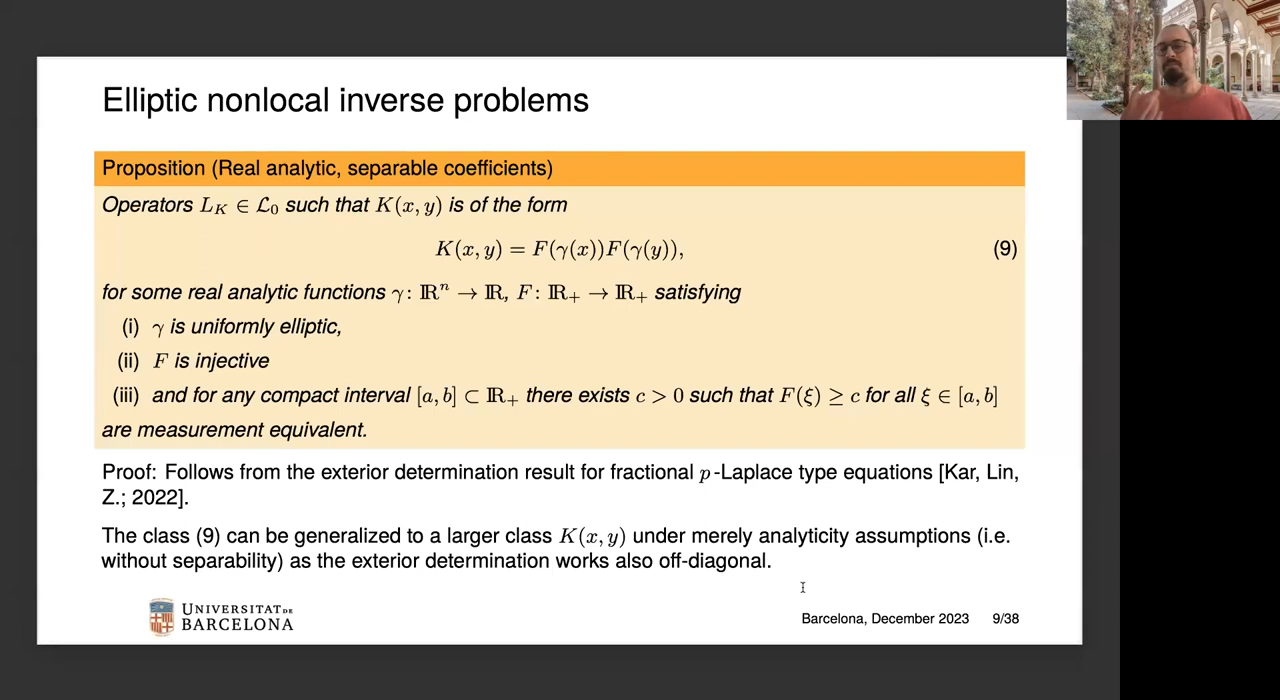 Elliptic nonlocal inverse problems
Proposition (Real analytic, separable coefficients)
Operators L_K ∈ ℒ₀ such that K(x, y) is of the form
K(x, y) = F(γ(x))F(γ(y)), (9)
for some real analytic functions γ: ℝⁿ → ℝ, F: ℝ₊ → ℝ₊ satisfying
(i) γ is uniformly elliptic,
(ii) F is injective
(iii) and for any compact interval [a, b] ⊂ ℝ₊ there exists c > 0 such that F(ξ) ≥ c for all ξ ∈ [a, b]
are measurement equivalent.
Proof: Follows from the exterior determination result for fractional p-Laplace type equations [Kar, Lin,
Z.; 2022].
The class (9) can be generalized to a larger class K(x, y) under merely analyticity assumptions (i.e.
without separability) as the exterior determination works also off-diagonal.
UNIVERSITAT DE
BARCELONA
Barcelona, December 2023 9/38